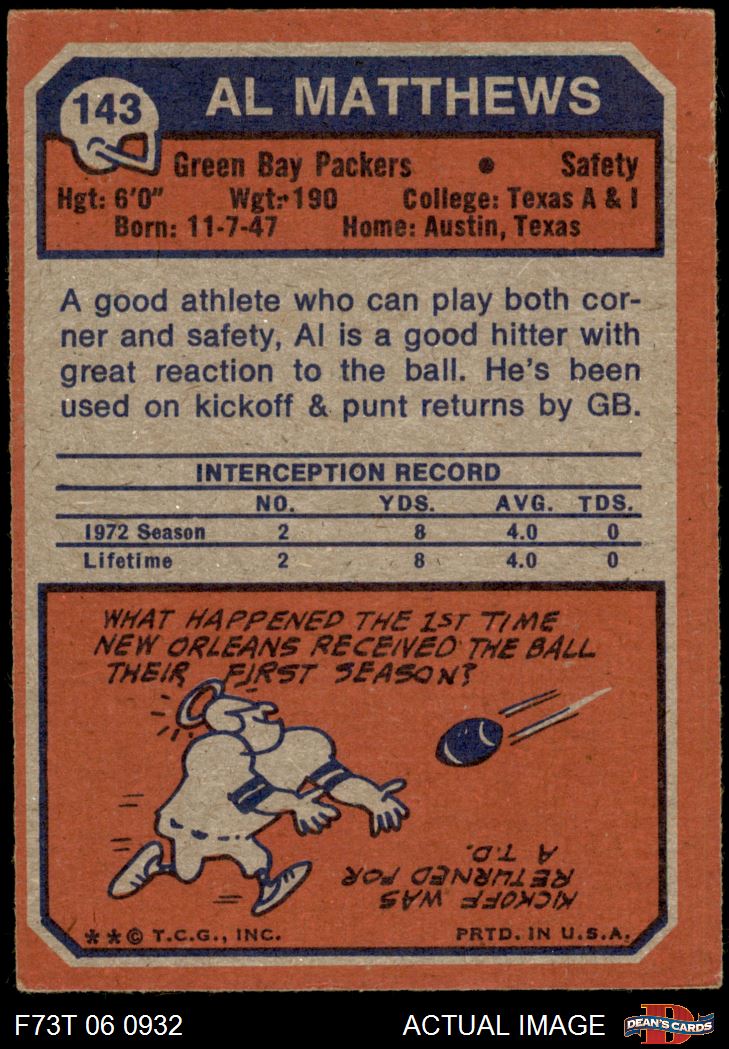 143
AL MATTHEWS
Green Bay Packers • Safety
Hgt: 6'0" Wgt: 190 College: Texas A & I
Born: 11-7-47 Home: Austin, Texas
A good athlete who can play both cor-
ner and safety, Al is a good hitter with
great reaction to the ball. He's been
used on kickoff & punt returns by GB.
INTERCEPTION RECORD
NO. YDS. AVG. TDS.
1972 Season 2 8 4.0 0
Lifetime 2 8 4.0 0
WHAT HAPPENED THE 1ST TIME
NEW ORLEANS RECEIVED THE BALL
THEIR FIRST SEASON?
KICKOFF WAS
RETURNED FOR
A T.D.
** © T.C.G., INC. PRTD. IN U.S.A.
F73T 06 0932 ACTUAL IMAGE
D
DEAN'S CARDS